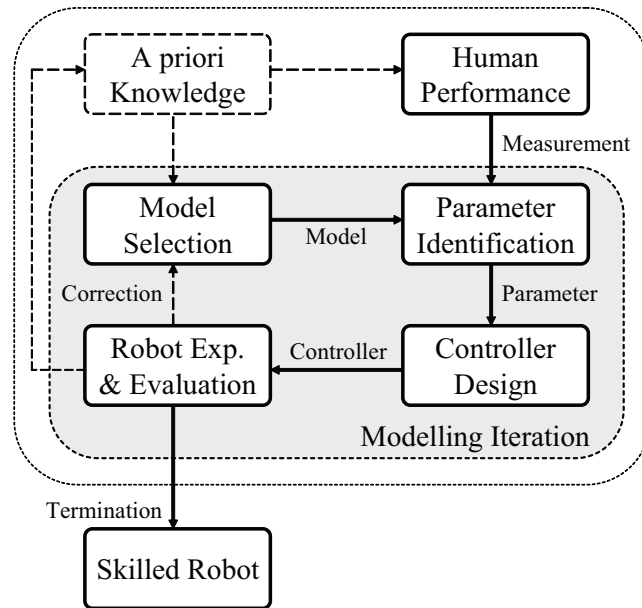 A priori
Knowledge
Human
Performance
Measurement
Model
Selection
Model
Parameter
Identification
Correction
Parameter
Robot Exp.
& Evaluation
Controller
Controller
Design
Modelling Iteration
Termination
Skilled Robot